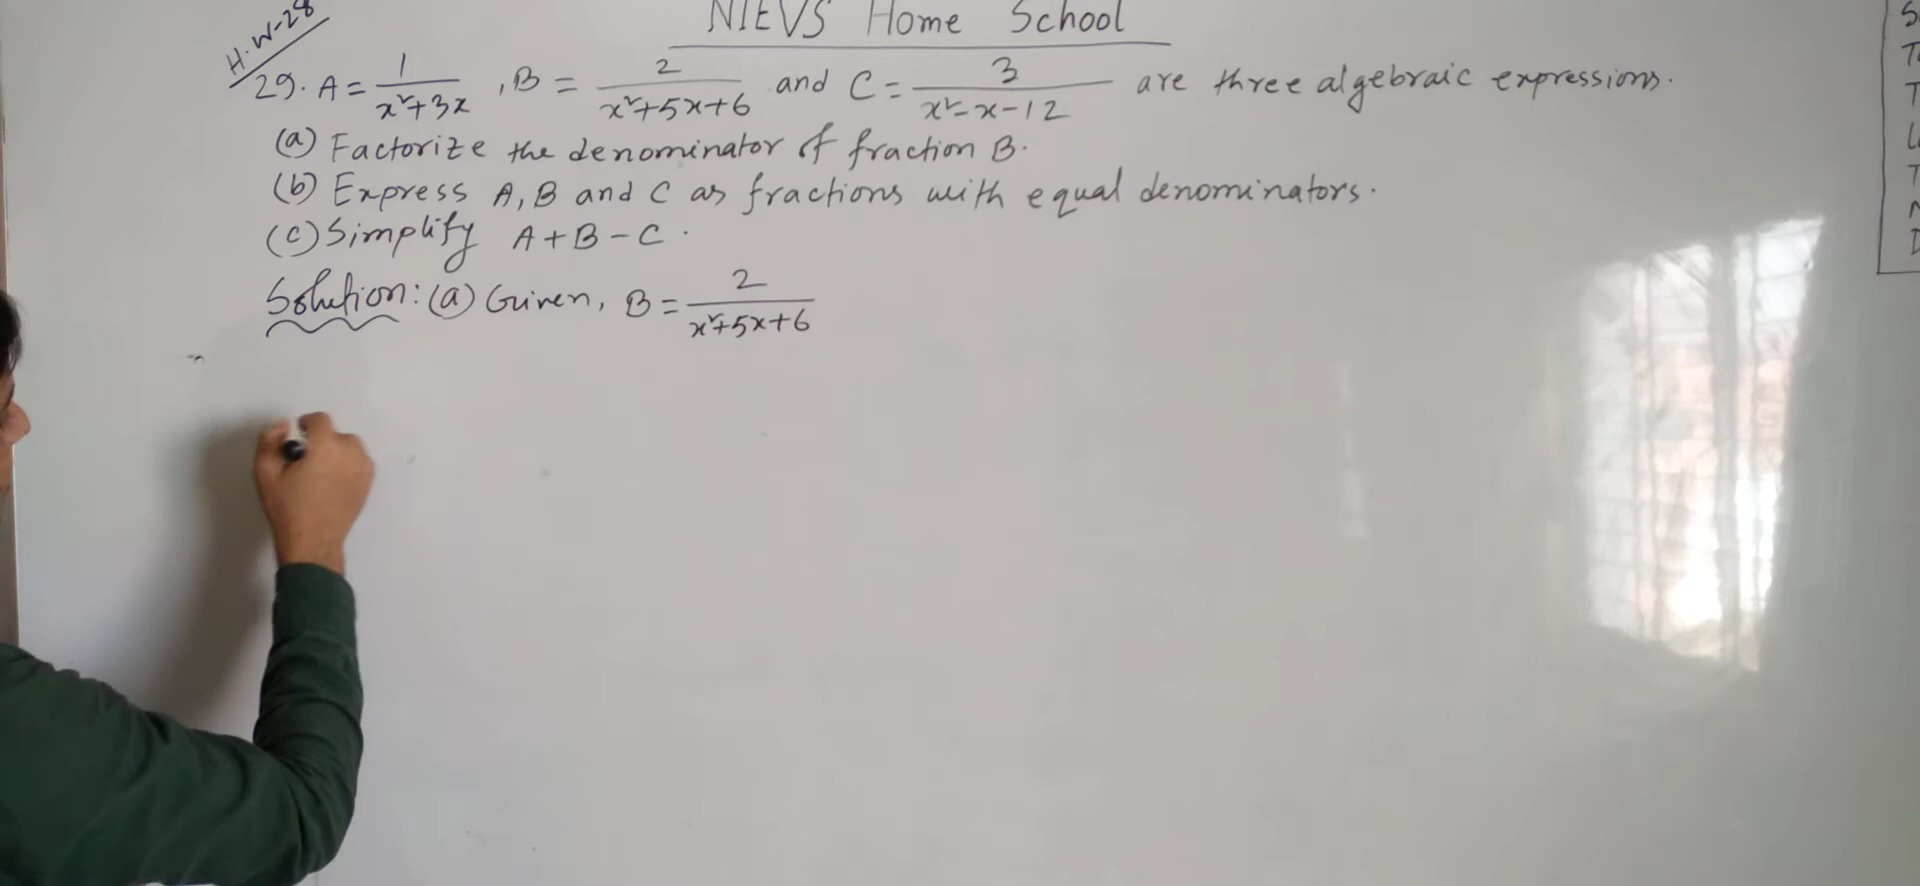 NIEVS Home School
H.W-28
29. A = 1/(x²+3x), B = 2/(x²+5x+6) and C = 3/(x²-x-12) are three algebraic expressions.
(a) Factorize the denominator of fraction B.
(b) Express A, B and C as fractions with equal denominators.
(c) Simplify A+B-C.
Solution: (a) Given, B = 2/(x²+5x+6)